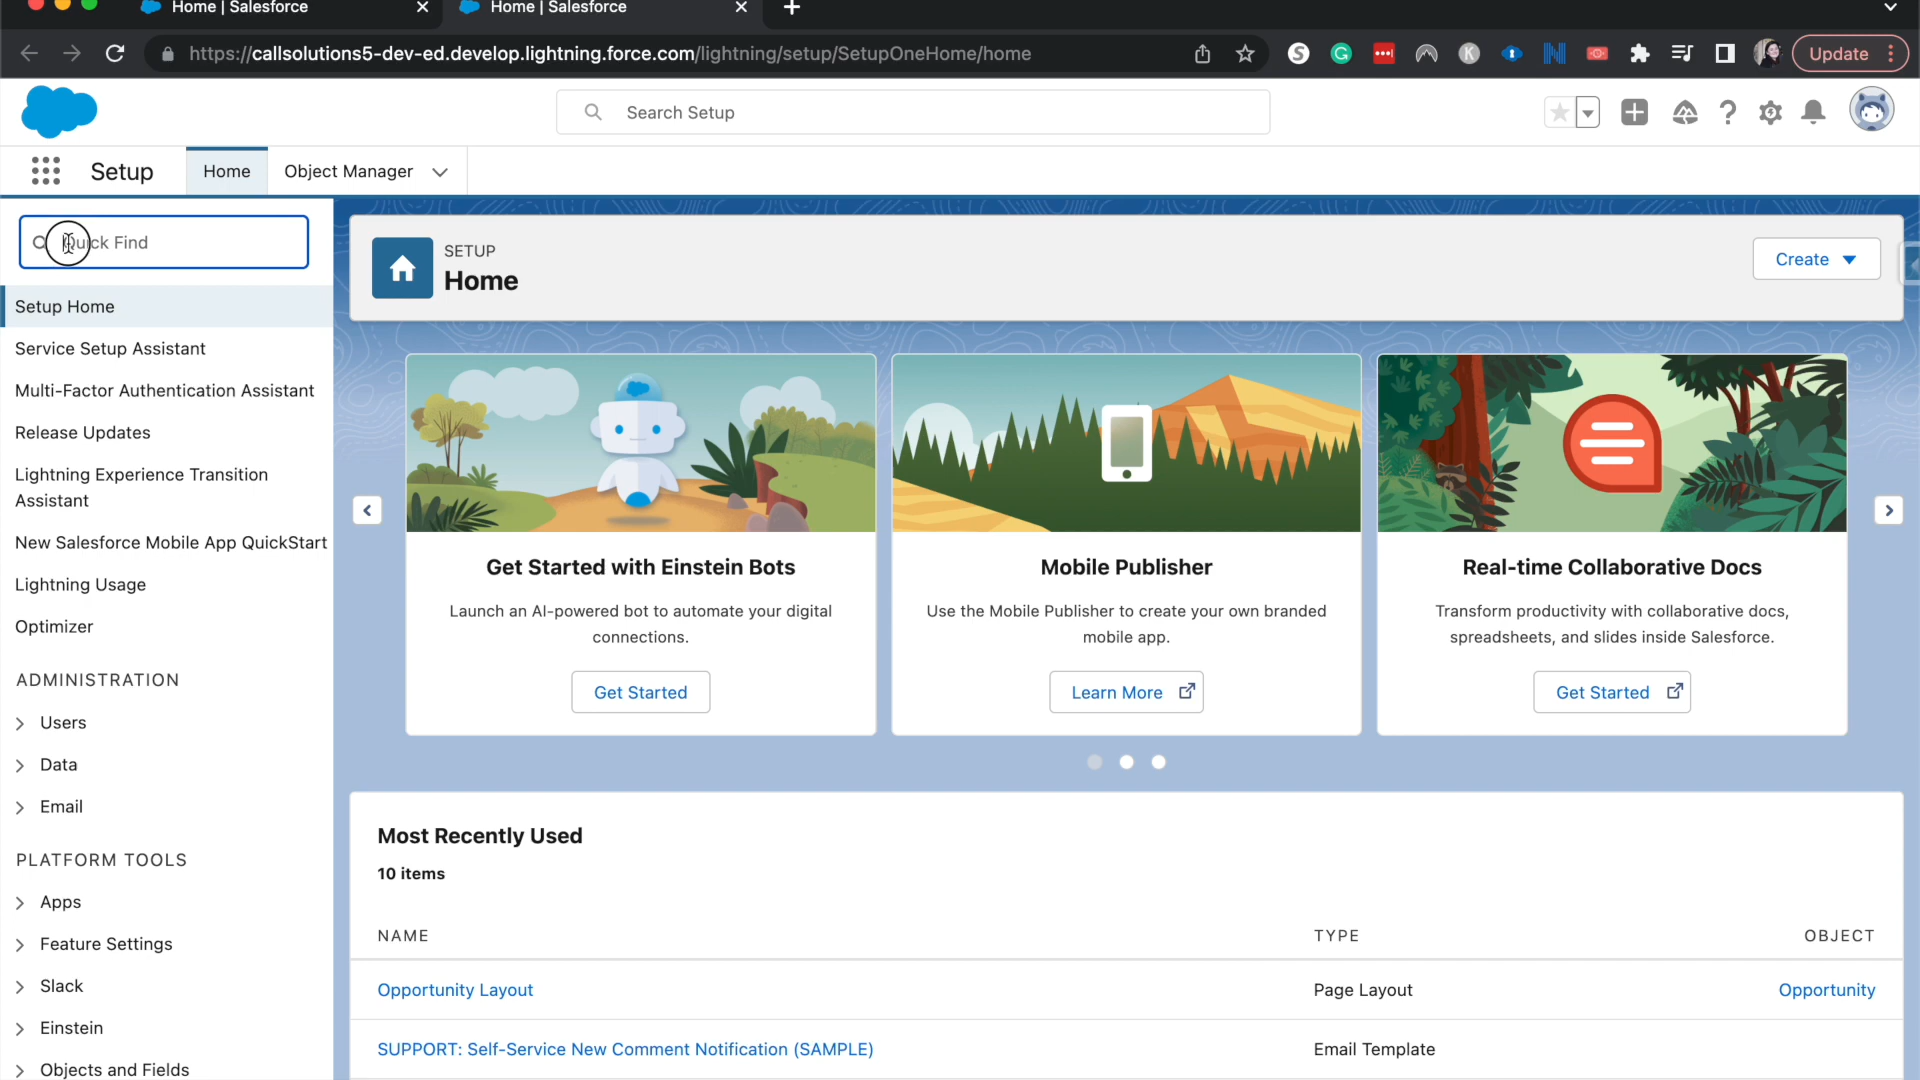 Home | Salesforce
Home | Salesforce
https://callsolutions5-dev-ed.develop.lightning.force.com/lightning/setup/SetupOneHome/home
Update
Search Setup
Setup
Home
Object Manager
Quick Find
Setup Home
Service Setup Assistant
Multi-Factor Authentication Assistant
Release Updates
Lightning Experience Transition
Assistant
New Salesforce Mobile App QuickStart
Lightning Usage
Optimizer
ADMINISTRATION
Users
Data
Email
PLATFORM TOOLS
Apps
Feature Settings
Slack
Einstein
Objects and Fields
SETUP
Home
Create
Get Started with Einstein Bots
Launch an AI-powered bot to automate your digital
connections.
Get Started
Mobile Publisher
Use the Mobile Publisher to create your own branded
mobile app.
Learn More
Real-time Collaborative Docs
Transform productivity with collaborative docs,
spreadsheets, and slides inside Salesforce.
Get Started
Most Recently Used
10 items
NAME TYPE OBJECT
Opportunity Layout Page Layout Opportunity
SUPPORT: Self-Service New Comment Notification (SAMPLE) Email Template